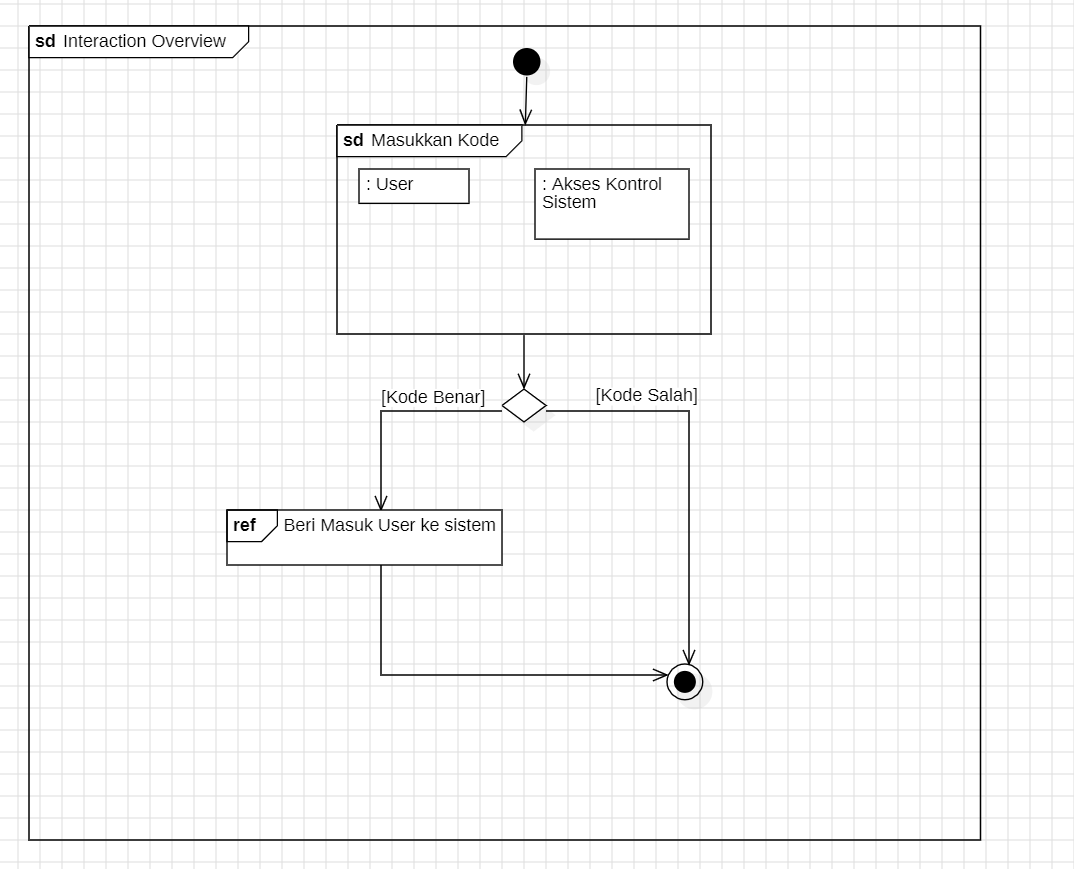 sd Interaction Overview
sd Masukkan Kode
: User
: Akses Kontrol
Sistem
[Kode Benar]
[Kode Salah]
ref Beri Masuk User ke sistem